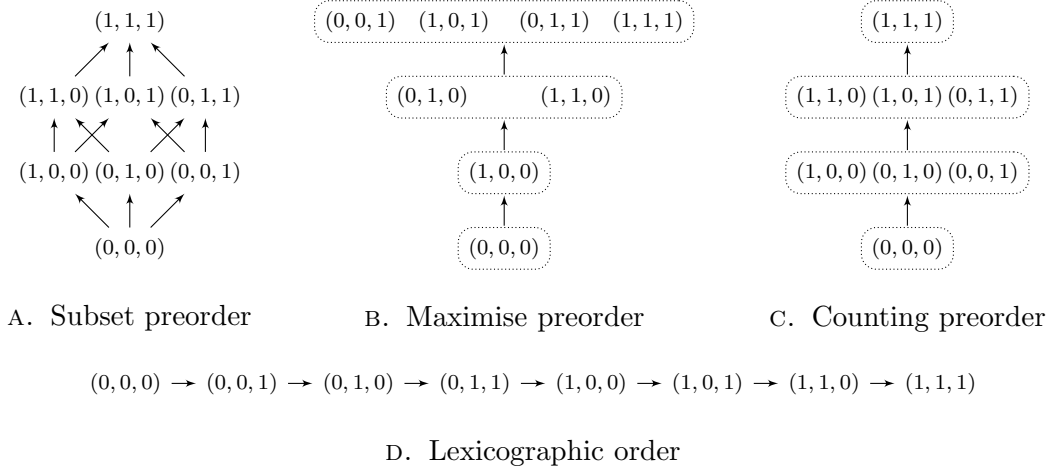 (1, 1, 1)
(1, 1, 0) (1, 0, 1) (0, 1, 1)
(1, 0, 0) (0, 1, 0) (0, 0, 1)
(0, 0, 0)
A. Subset preorder
(0, 0, 1) (1, 0, 1) (0, 1, 1) (1, 1, 1)
(0, 1, 0) (1, 1, 0)
(1, 0, 0)
(0, 0, 0)
B. Maximise preorder
(1, 1, 1)
(1, 1, 0) (1, 0, 1) (0, 1, 1)
(1, 0, 0) (0, 1, 0) (0, 0, 1)
(0, 0, 0)
C. Counting preorder
(0, 0, 0) → (0, 0, 1) → (0, 1, 0) → (0, 1, 1) → (1, 0, 0) → (1, 0, 1) → (1, 1, 0) → (1, 1, 1)
D. Lexicographic order